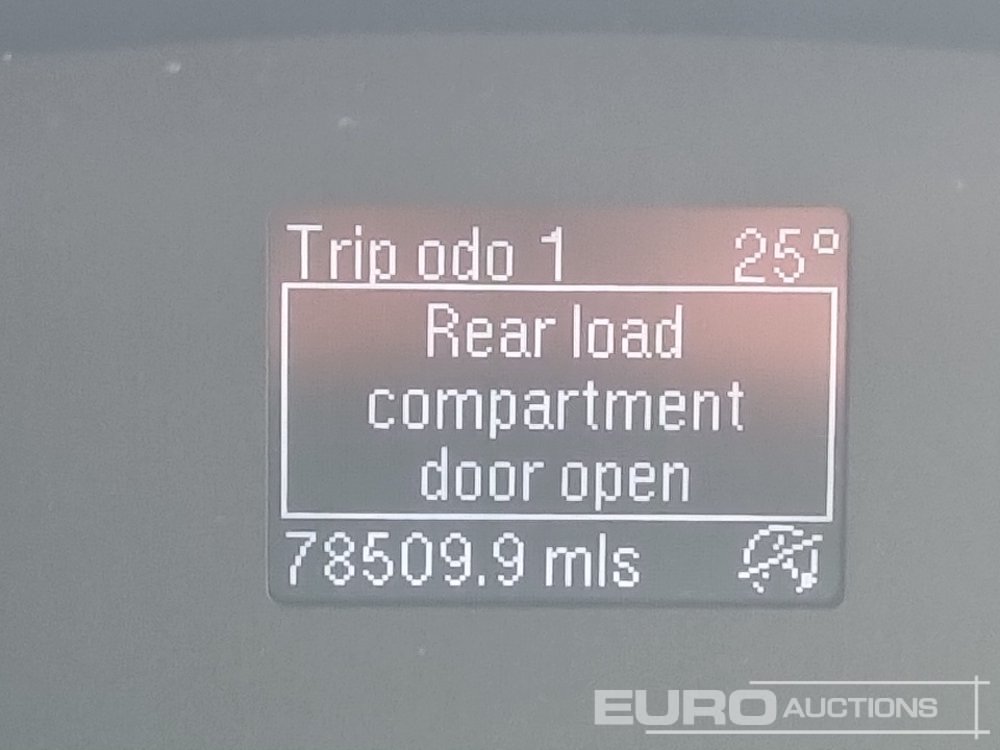 Trip odo 1 25°
Rear load
compartment
door open
78509.9 mls
EURO AUCTIONS